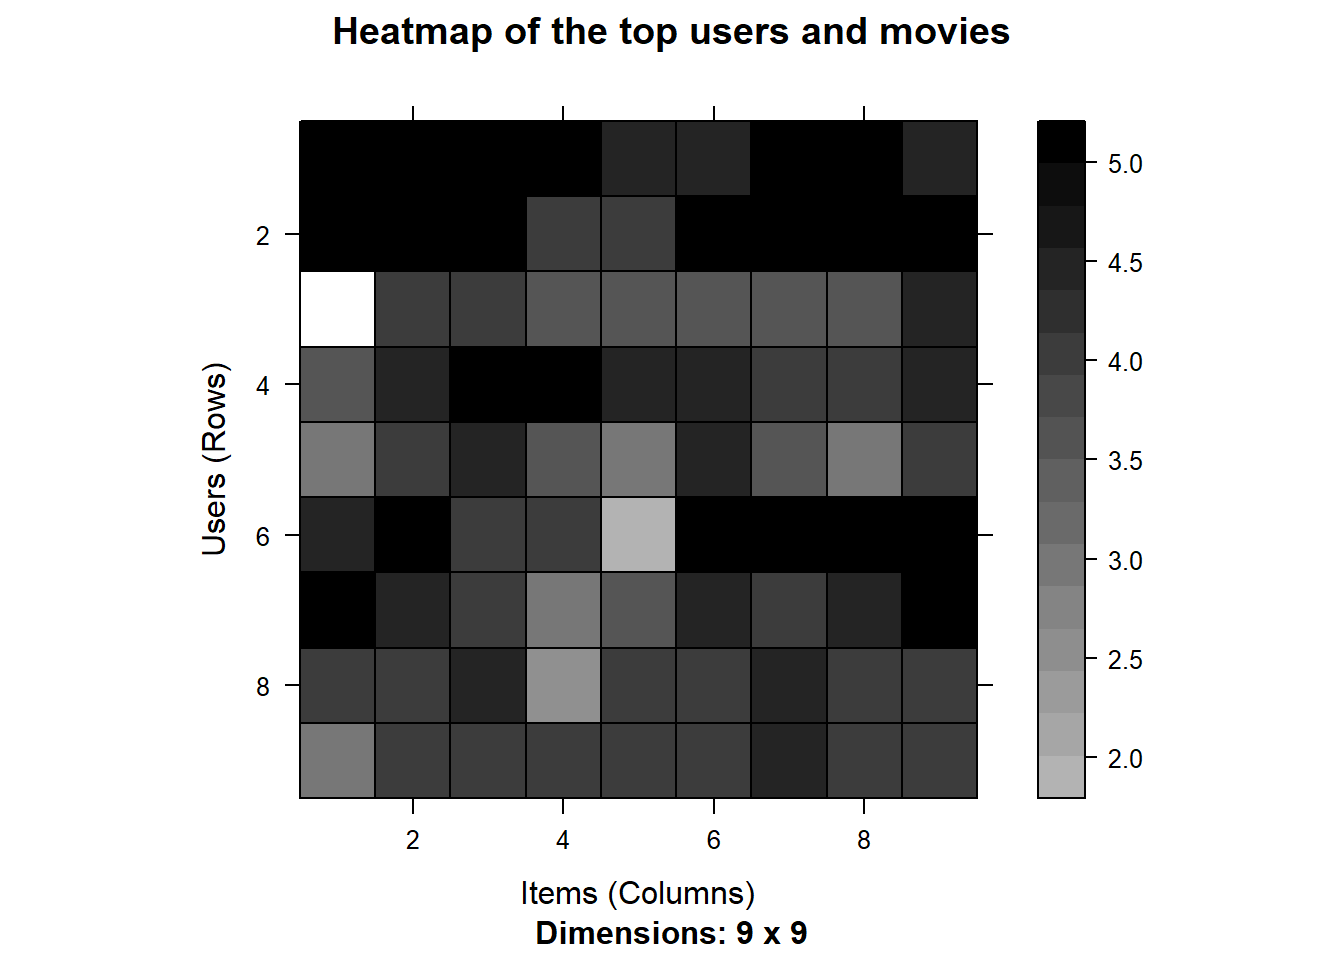 Heatmap of the top users and movies
5.0
4.5
4.0
3.5
3.0
2.5
2.0
2
4
6
8
Users (Rows)
2 4 6 8
Items (Columns)
Dimensions: 9 x 9